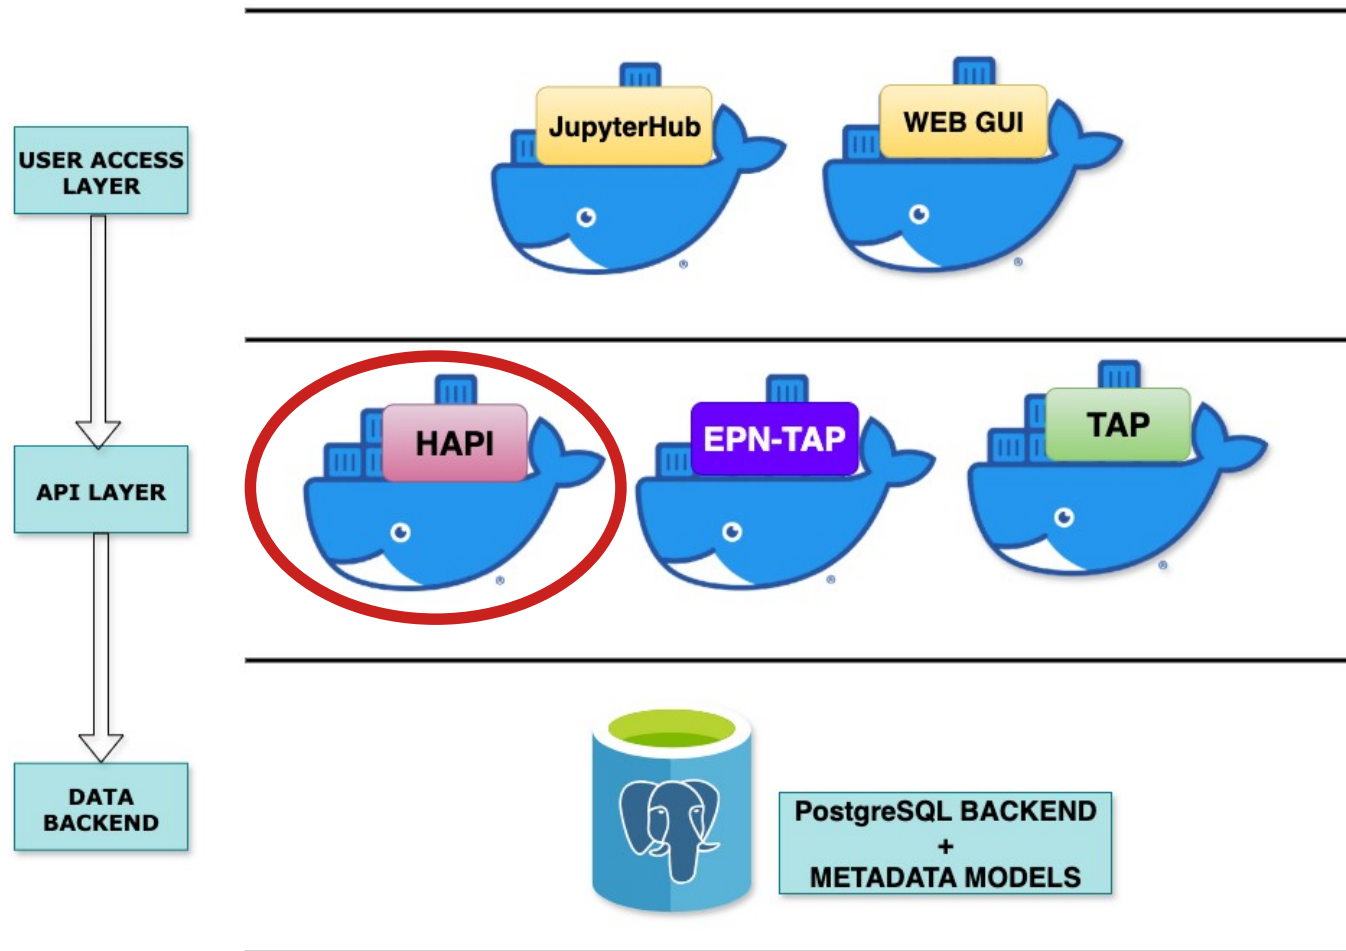 JupyterHub
WEB GUI
USER ACCESS
LAYER
HAPI
EPN-TAP
TAP
API LAYER
DATA
BACKEND
PostgreSQL BACKEND
+
METADATA MODELS
®
®
®
®
®